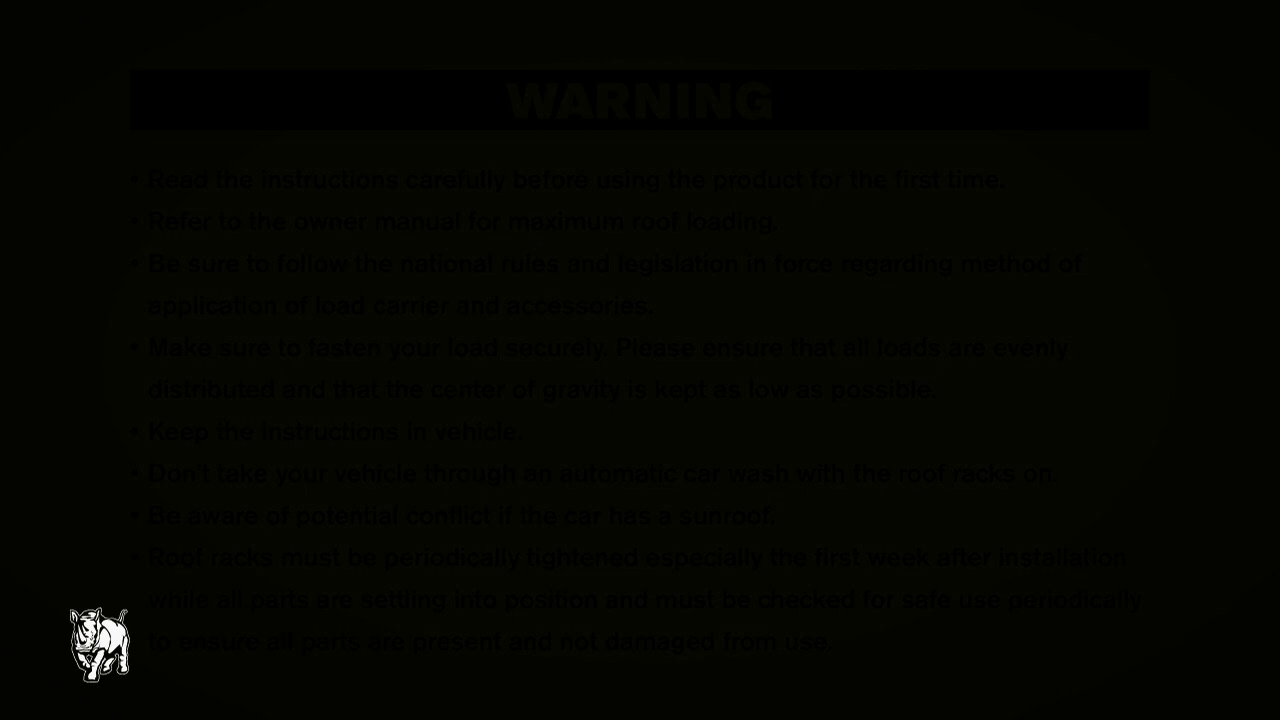 WARNING
• Read the instructions carefully before using the product for the first time.
• Refer to the owner manual for maximum roof loading.
• Be sure to follow the national rules and legislation in force regarding method of
application of load carrier and accessories.
• Make sure to fasten your load securely. Please ensure that all loads are evenly
distributed and that the center of gravity is kept as low as possible.
• Keep the instructions in vehicle.
• Don't take your vehicle through an automatic car wash with the roof racks on.
• Be aware of potential conflict if the car has a sunroof.
• Roof racks must be periodically tightened especially the first week after installation
while all parts are settling into position and must be checked for safe use periodically
to ensure all parts are present and not damaged from use.